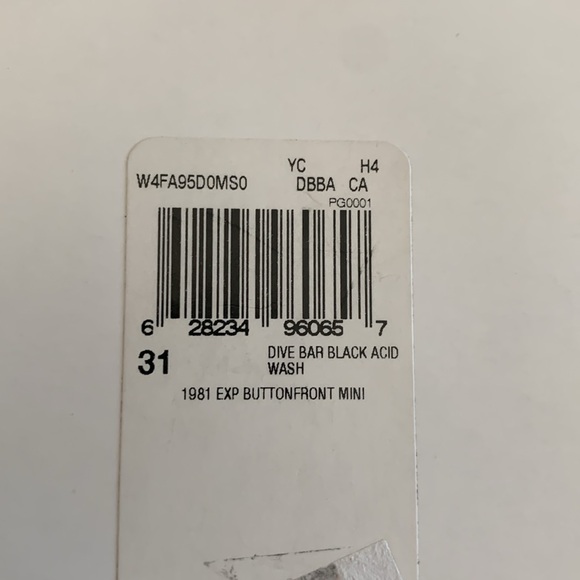 YC H4
W4FA95D0MS0 DBBA CA
PG0001
6 28234 96065 7
31 DIVE BAR BLACK ACID
WASH
1981 EXP BUTTONFRONT MINI